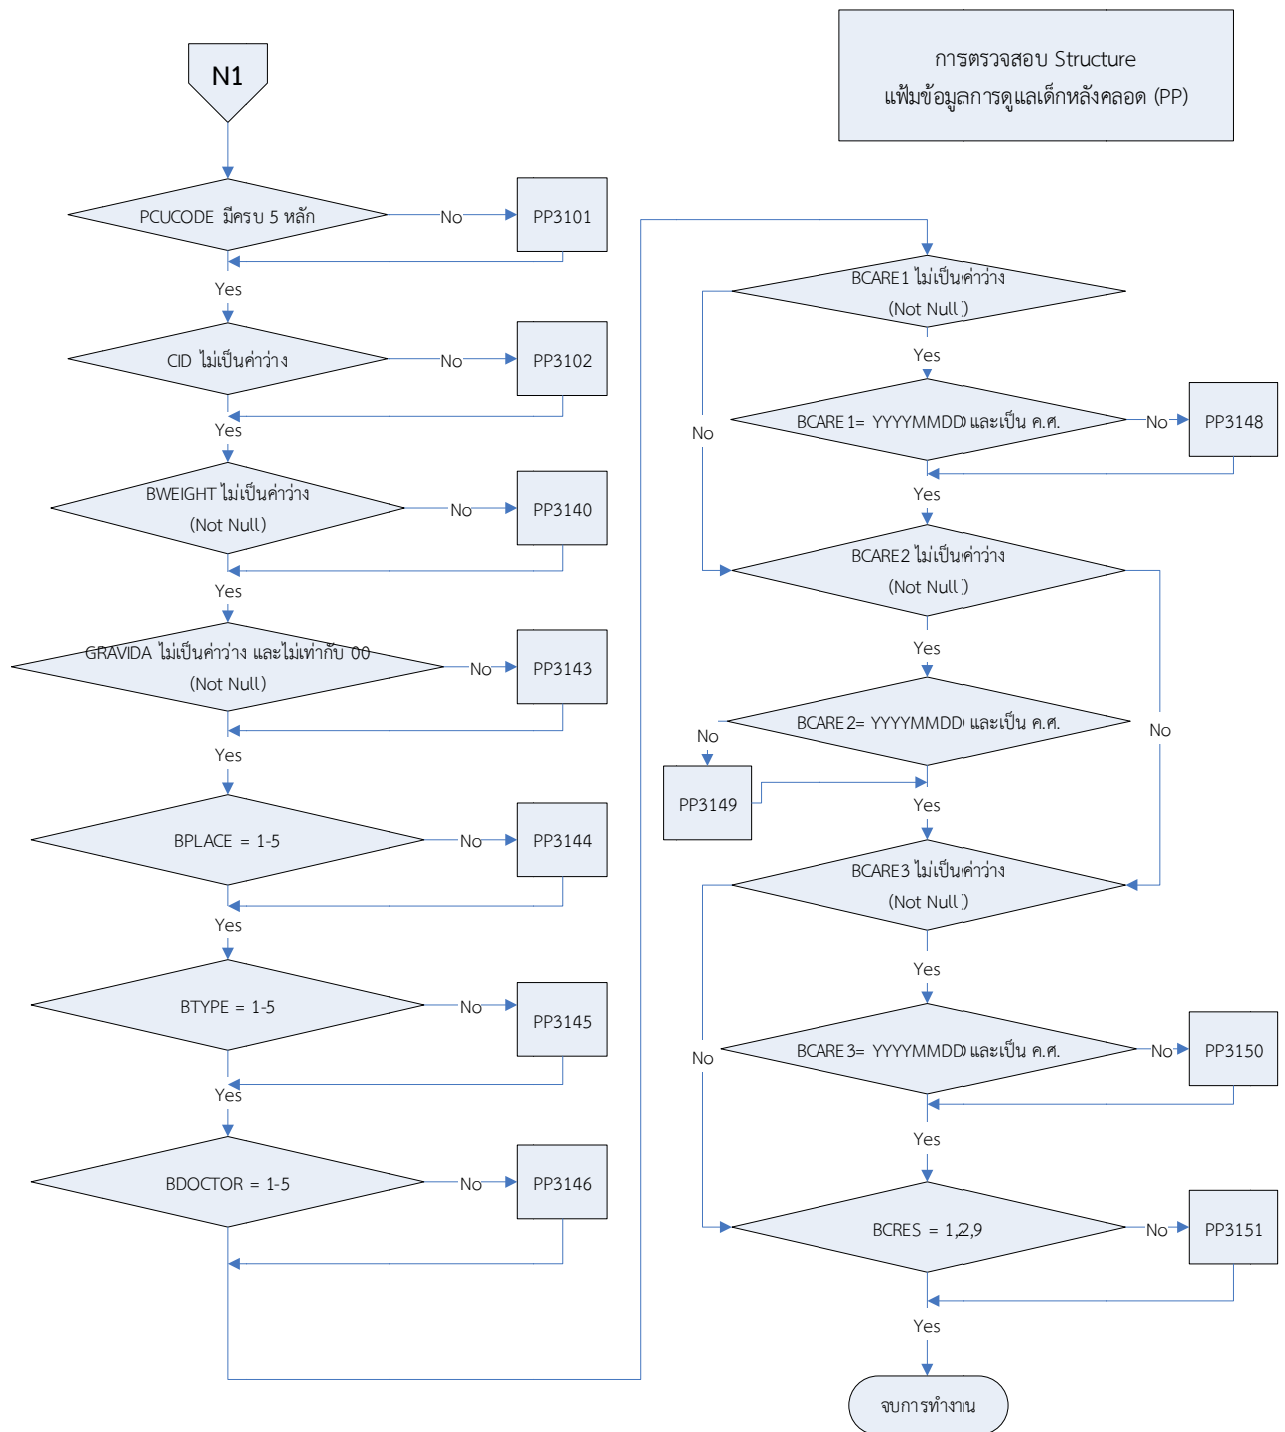 N1
การตรวจสอบ Structure
แฟ้มข้อมูลการดูแลเด็กหลังคลอด (PP)
PCUCODE มีครบ 5 หลัก
No
PP3101
Yes
CID ไม่เป็นค่าว่าง
No
PP3102
Yes
BWEIGHT ไม่เป็นค่าว่าง
(Not Null)
No
PP3140
Yes
GRAVIDA ไม่เป็นค่าว่าง และไม่เท่ากับ 00
(Not Null)
No
PP3143
Yes
BPLACE = 1-5
No
PP3144
Yes
BTYPE = 1-5
No
PP3145
Yes
BDOCTOR = 1-5
No
PP3146
BCARE1 ไม่เป็นค่าว่าง
(Not Null)
Yes
No
BCARE1= YYYYMMDD และเป็น ค.ศ.
No
PP3148
Yes
BCARE2 ไม่เป็นค่าว่าง
(Not Null)
Yes
No
BCARE2= YYYYMMDD และเป็น ค.ศ.
No
PP3149
Yes
BCARE3 ไม่เป็นค่าว่าง
(Not Null)
Yes
No
BCARE3= YYYYMMDD และเป็น ค.ศ.
No
PP3150
Yes
BCRES = 1,2,9
No
PP3151
Yes
จบการทำงาน